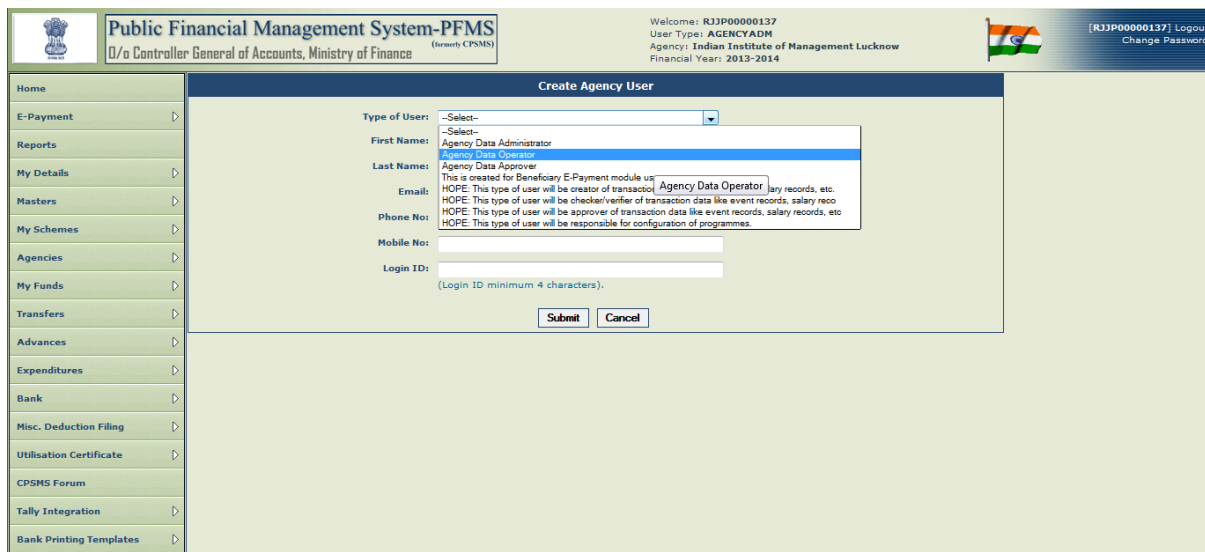 Public Financial Management System-PFMS
(formerly CPSMS)
O/o Controller General of Accounts, Ministry of Finance
Welcome: RJJP00000137
User Type: AGENCYADM
Agency: Indian Institute of Management Lucknow
Financial Year: 2013-2014
[RJJP00000137] Logou
Change Password
Home
E-Payment
Reports
My Details
Masters
My Schemes
Agencies
My Funds
Transfers
Advances
Expenditures
Bank
Misc. Deduction Filing
Utilisation Certificate
CPSMS Forum
Tally Integration
Bank Printing Templates
Create Agency User
Type of User: --Select--
--Select--
First Name:
Agency Data Administrator
Agency Data Operator
Last Name:
Agency Data Approver
This is created for Beneficiary E-Payment module us
Agency Data Operator
Email:
HOPE: This type of user will be creator of transaction lary records, etc.
HOPE: This type of user will be checker/verifier of transaction data like event records, salary reco
Phone No:
HOPE: This type of user will be approver of transaction data like event records, salary records, etc
HOPE: This type of user will be responsible for configuration of programmes.
Mobile No:
Login ID:
(Login ID minimum 4 characters).
Submit Cancel